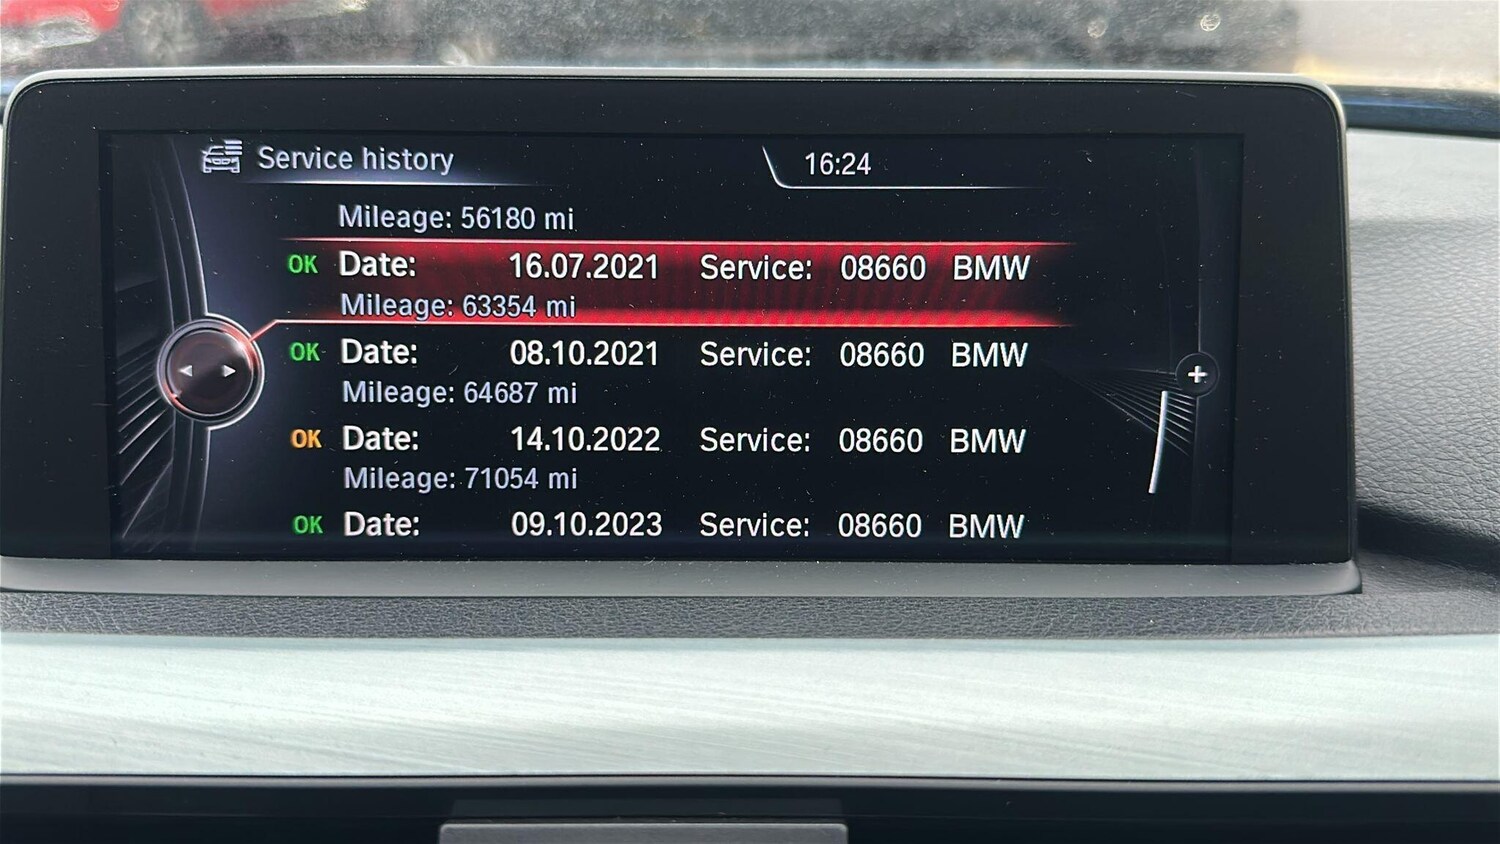 Service history 16:24
Mileage: 56180 mi
OK Date: 16.07.2021 Service: 08660 BMW
Mileage: 63354 mi
OK Date: 08.10.2021 Service: 08660 BMW
Mileage: 64687 mi
OK Date: 14.10.2022 Service: 08660 BMW
Mileage: 71054 mi
OK Date: 09.10.2023 Service: 08660 BMW